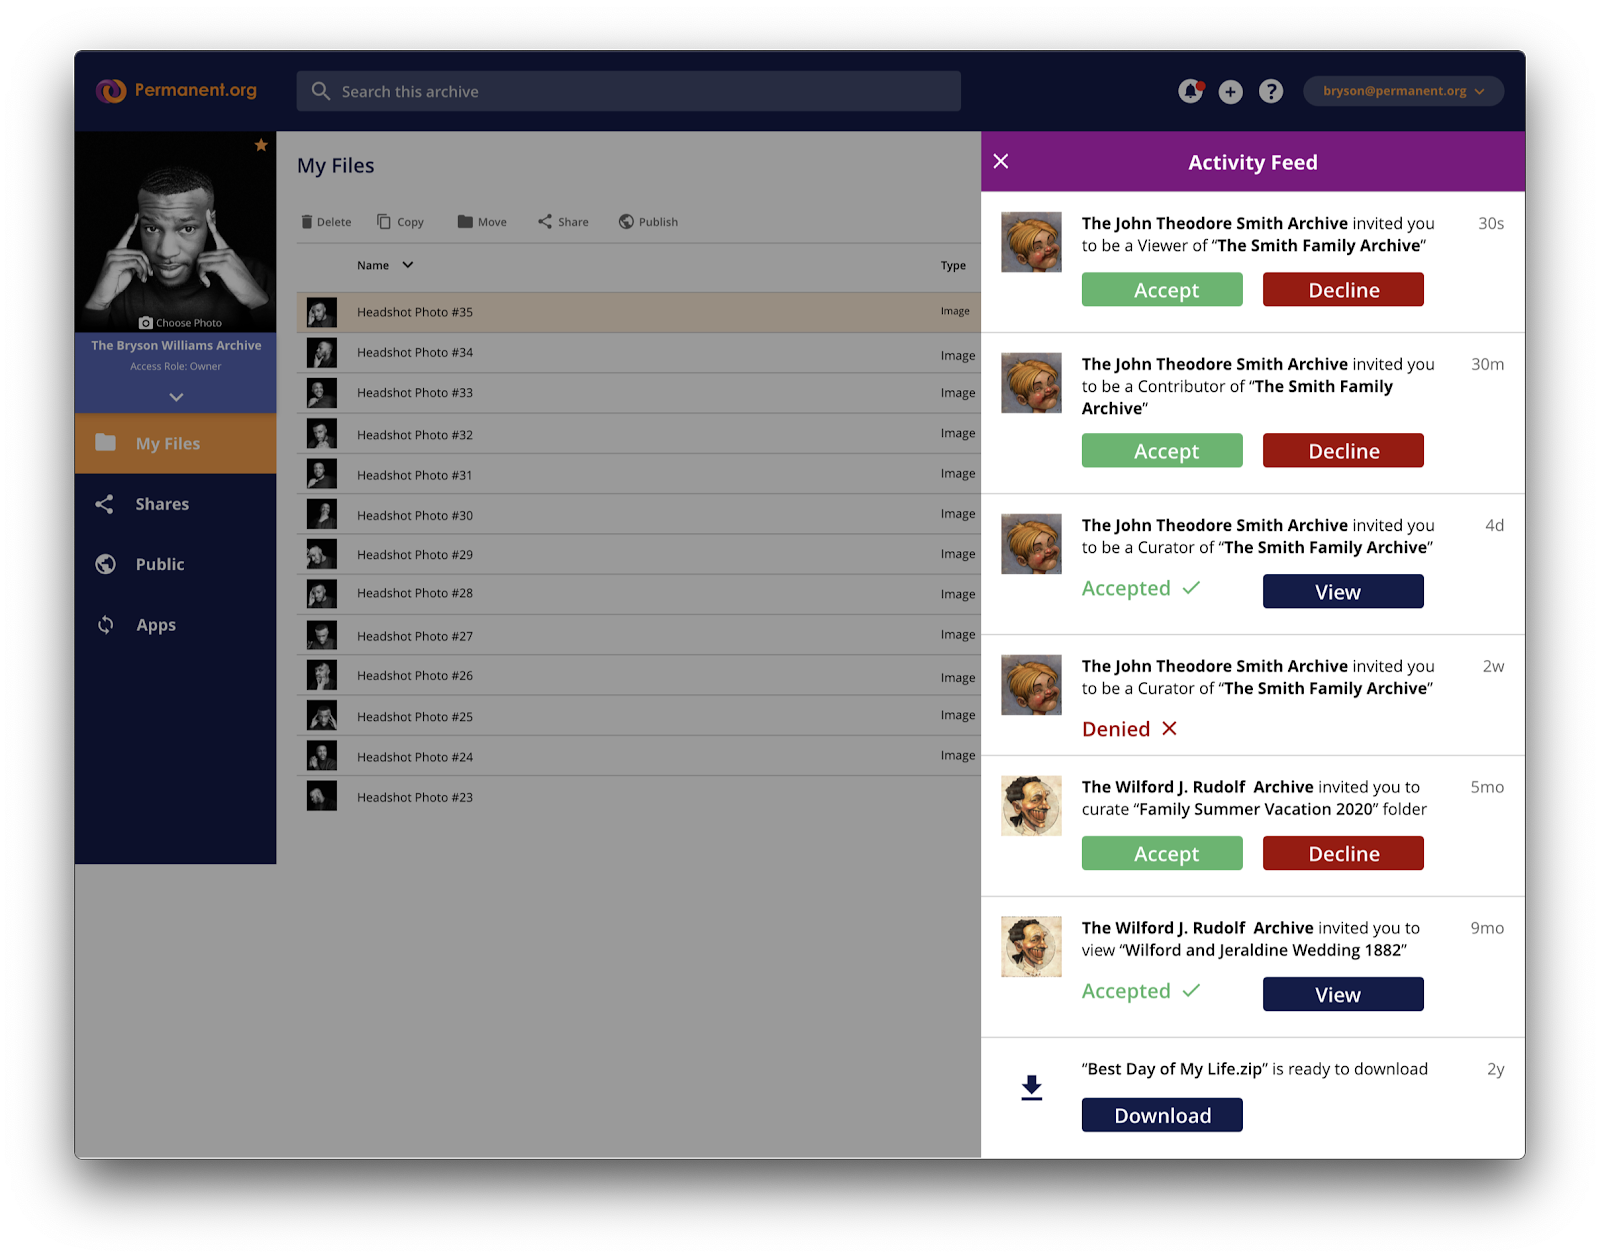 Permanent.org
Search this archive
bryson@permanent.org
Choose Photo
The Bryson Williams Archive
Access Role: Owner
My Files
Shares
Public
Apps
My Files
Delete Copy Move Share Publish
Name Type
Headshot Photo #35 Image
Headshot Photo #34 Image
Headshot Photo #33 Image
Headshot Photo #32 Image
Headshot Photo #31 Image
Headshot Photo #30 Image
Headshot Photo #29 Image
Headshot Photo #28 Image
Headshot Photo #27 Image
Headshot Photo #26 Image
Headshot Photo #25 Image
Headshot Photo #24 Image
Headshot Photo #23
Activity Feed
The John Theodore Smith Archive invited you 30s
to be a Viewer of “The Smith Family Archive”
Accept Decline
The John Theodore Smith Archive invited you 30m
to be a Contributor of “The Smith Family
Archive”
Accept Decline
The John Theodore Smith Archive invited you 4d
to be a Curator of “The Smith Family Archive”
Accepted View
The John Theodore Smith Archive invited you 2w
to be a Curator of “The Smith Family Archive”
Denied
The Wilford J. Rudolf Archive invited you to 5mo
curate “Family Summer Vacation 2020” folder
Accept Decline
The Wilford J. Rudolf Archive invited you to 9mo
view “Wilford and Jeraldine Wedding 1882”
Accepted View
“Best Day of My Life.zip” is ready to download 2y
Download